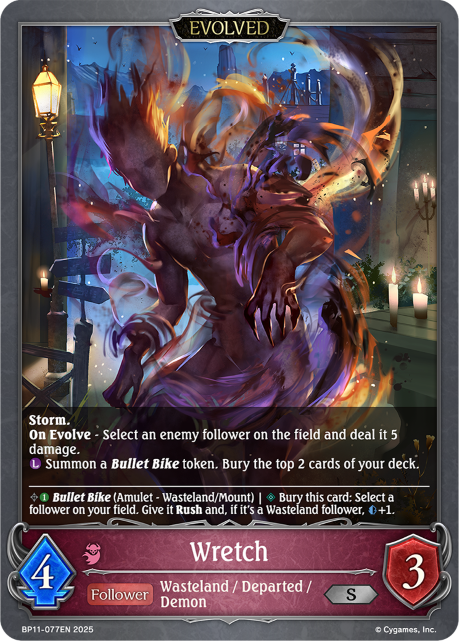 EVOLVED
Storm.
On Evolve - Select an enemy follower on the field and deal it 5
damage.
L Summon a Bullet Bike token. Bury the top 2 cards of your deck.
1 Bullet Bike (Amulet - Wasteland/Mount) | Bury this card: Select a
follower on your field. Give it Rush and, if it's a Wasteland follower, +1.
Wretch
4
Follower
Wasteland / Departed /
Demon
S
3
BP11-077EN 2025
© Cygames, Inc.